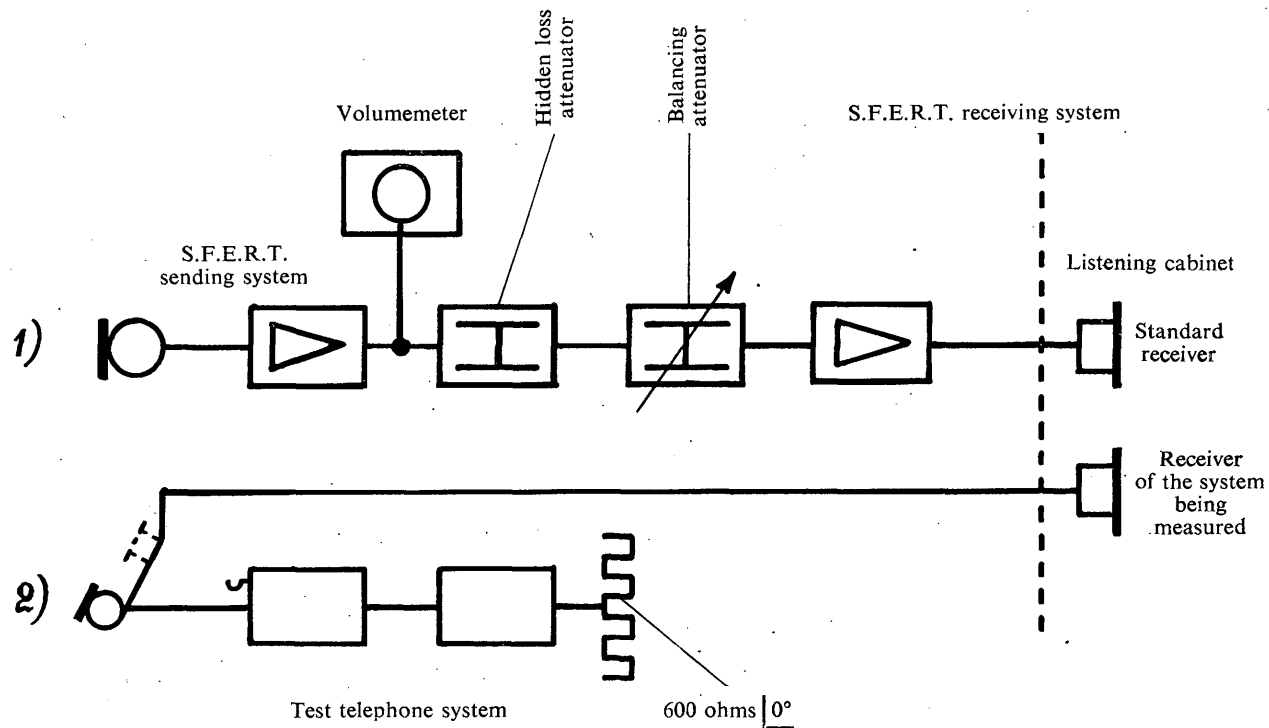 Hidden loss
attenuator
Balancing
attenuator
Volumemeter
S.F.E.R.T. receiving system
S.F.E.R.T.
sending system
Listening cabinet
1)
Standard
receiver
Receiver
of the system
being
measured
2)
Test telephone system
600 ohms|0°